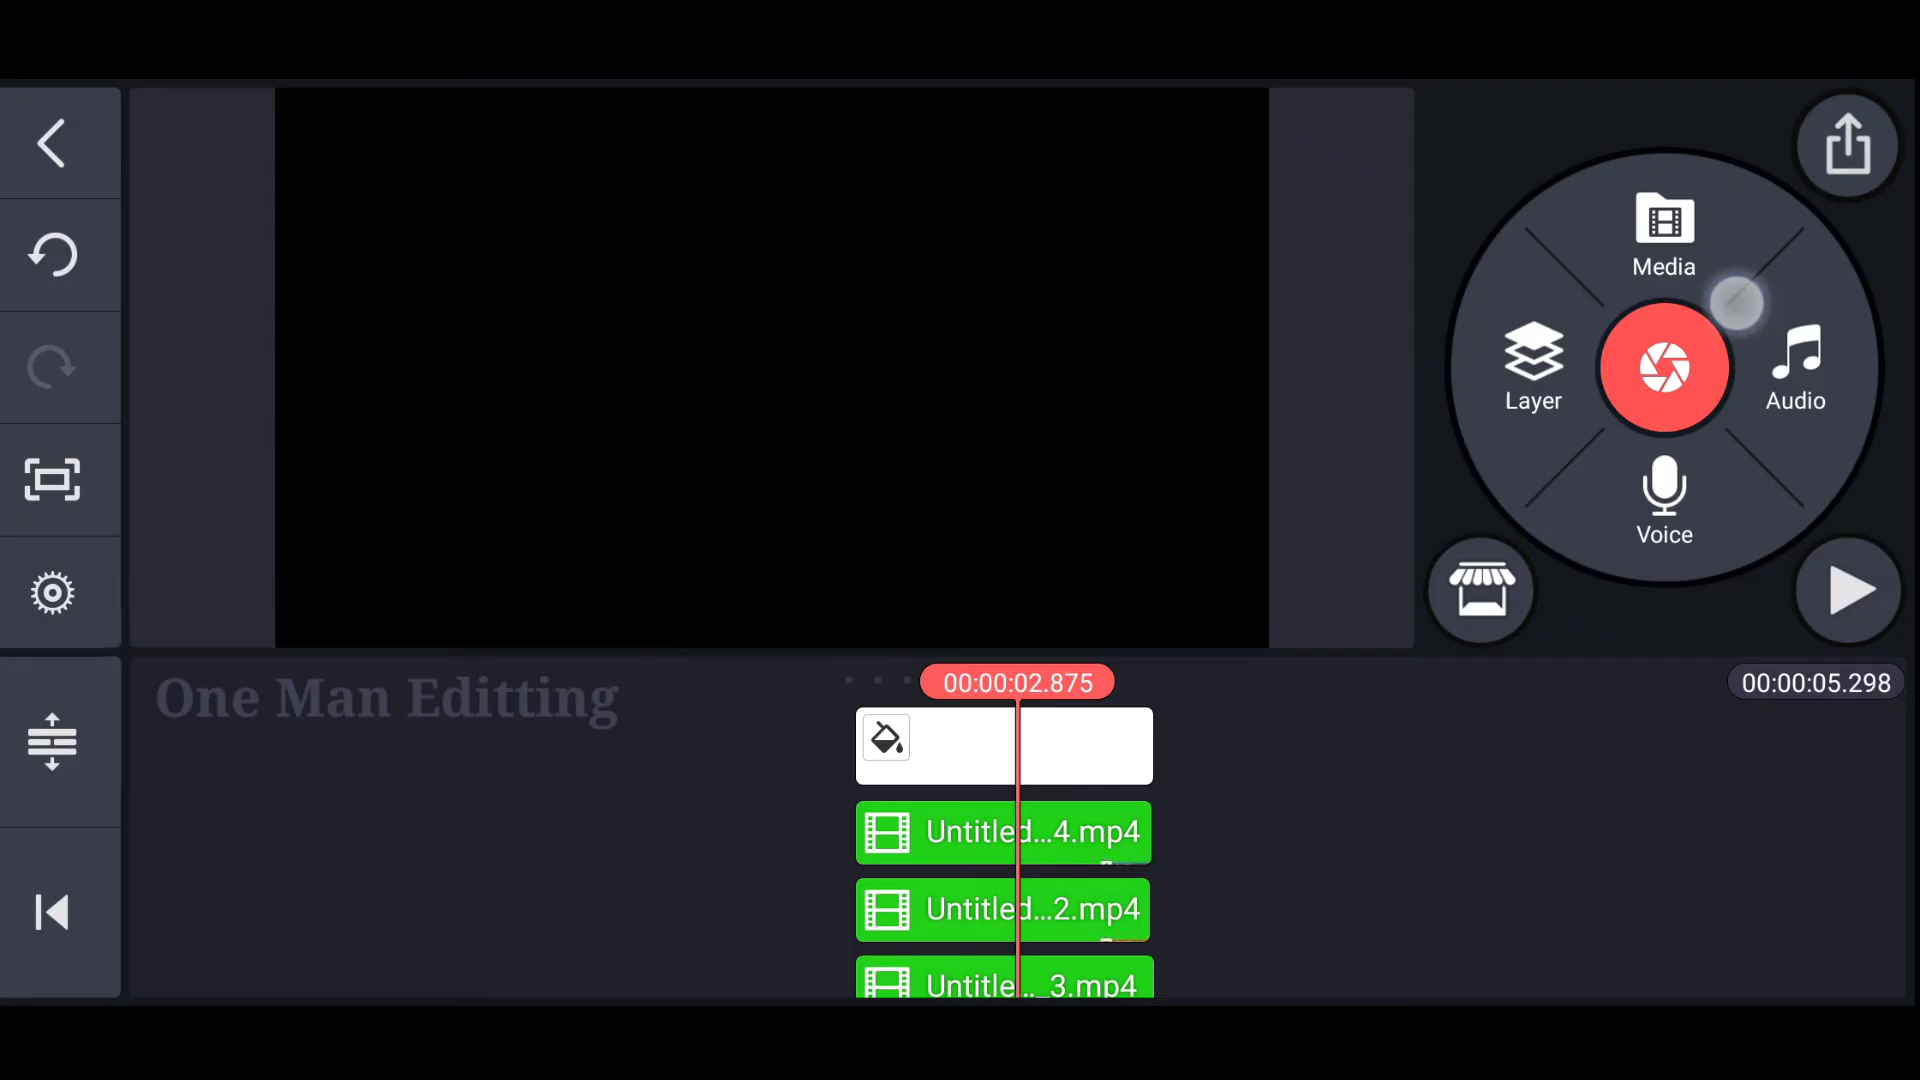 Media
Layer
Audio
Voice
One Man Editting
00:00:02.875
00:00:05.298
Untitled...4.mp4
Untitled...2.mp4
Untitle..._3.mp4